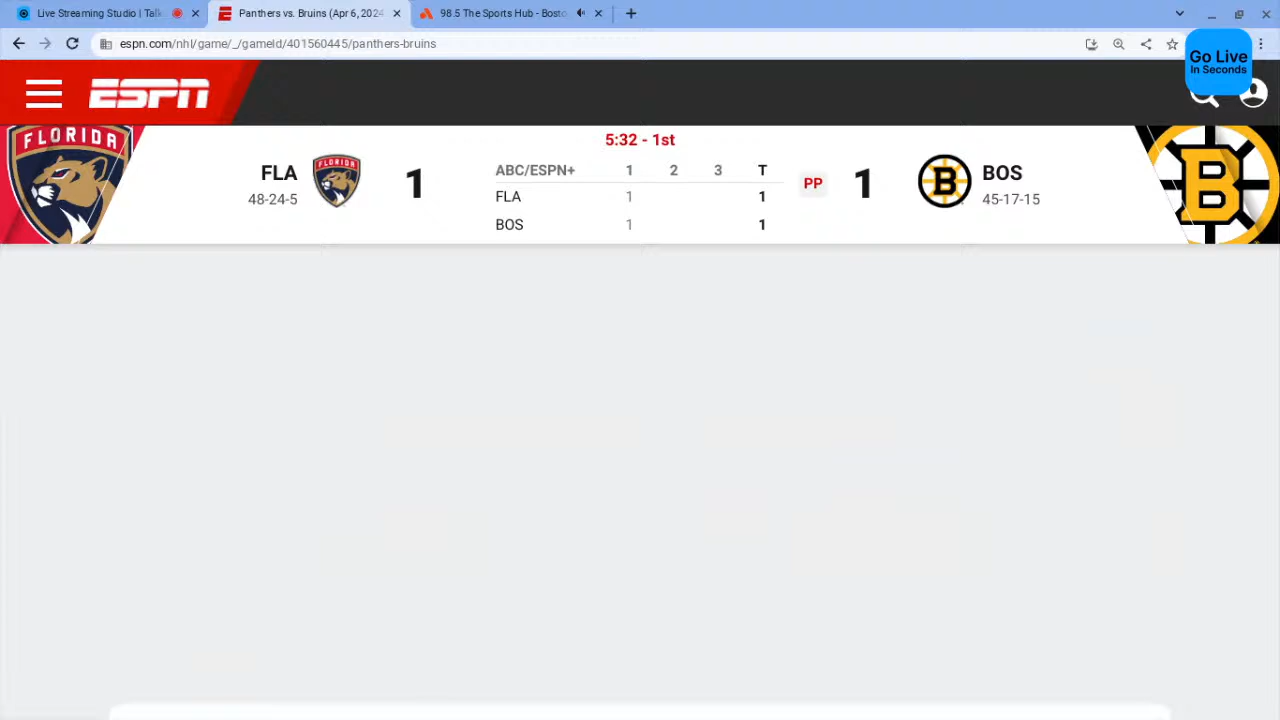 Live Streaming Studio | Talk
Panthers vs. Bruins (Apr 6, 2024
98.5 The Sports Hub - Bosto
espn.com/nhl/game/_/gameId/401560445/panthers-bruins
Go Live
In Seconds
ESPN
5:32 - 1st
FLORIDA
FLA
48-24-5
FLORIDA
1
ABC/ESPN+ 1 2 3 T
FLA 1 1
BOS 1 1
PP
1
B
BOS
45-17-15
B